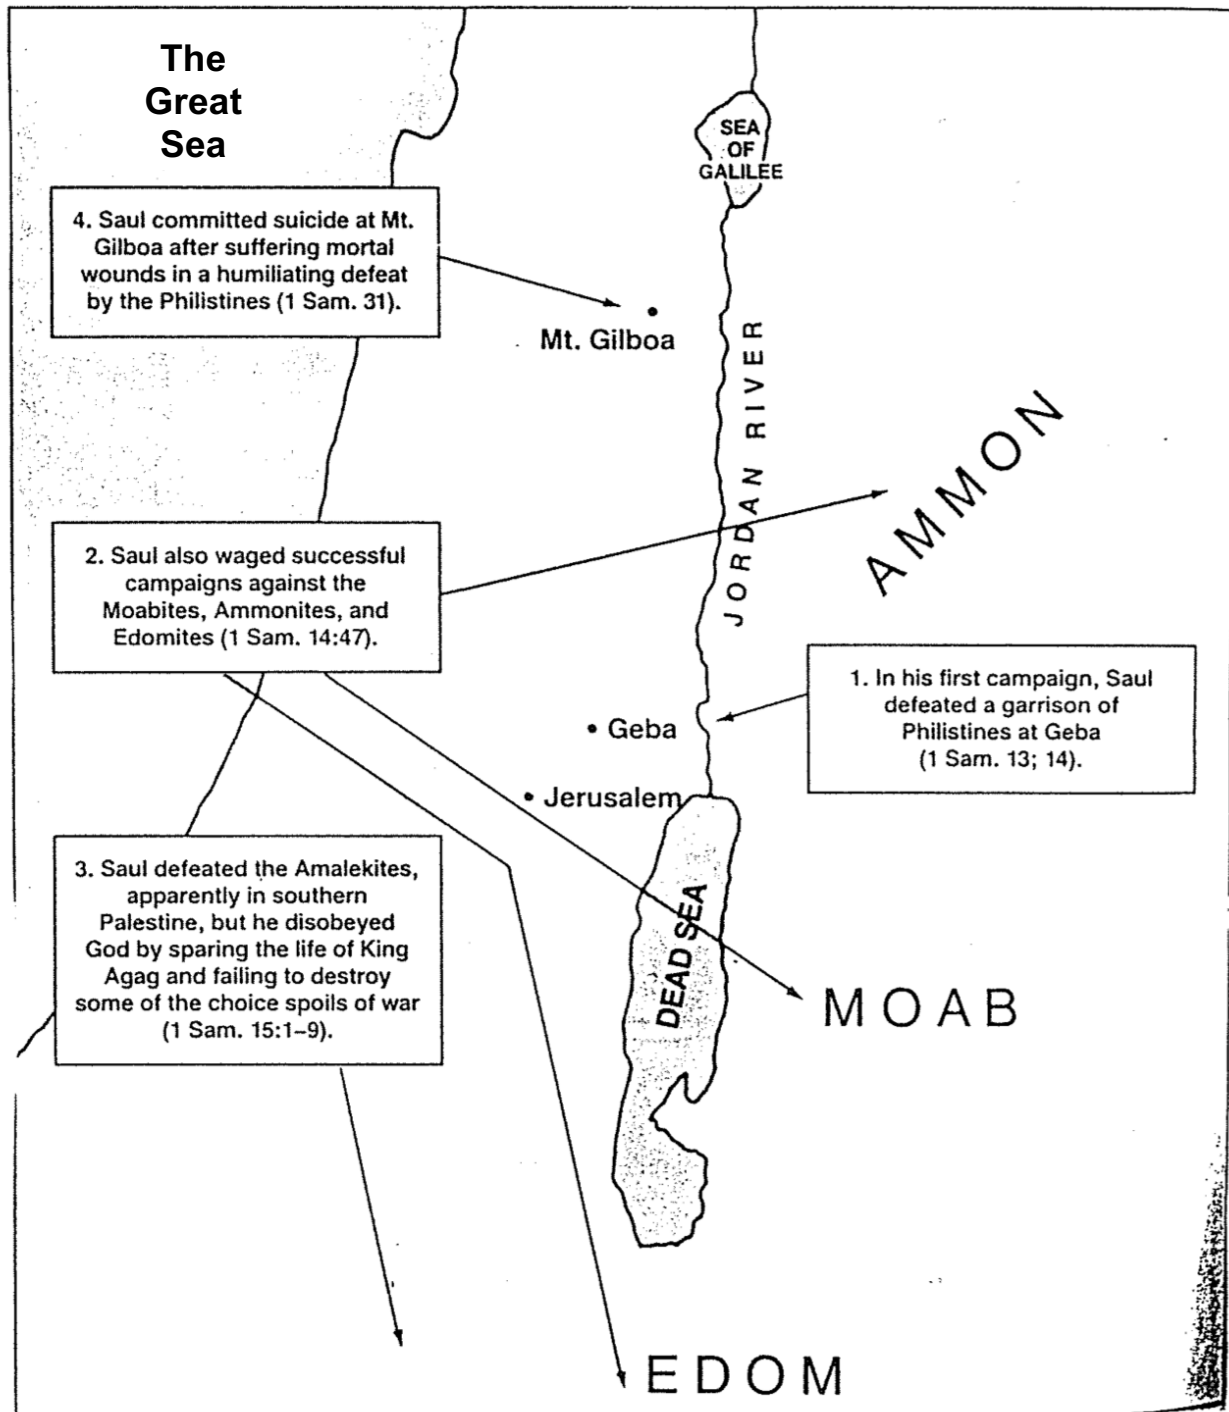 The
Great
Sea
SEA
OF
GALILEE
4. Saul committed suicide at Mt.
Gilboa after suffering mortal
wounds in a humiliating defeat
by the Philistines (1 Sam. 31).
Mt. Gilboa
JORDAN RIVER
AMMON
2. Saul also waged successful
campaigns against the
Moabites, Ammonites, and
Edomites (1 Sam. 14:47).
1. In his first campaign, Saul
defeated a garrison of
Philistines at Geba
(1 Sam. 13; 14).
Geba
Jerusalem
3. Saul defeated the Amalekites,
apparently in southern
Palestine, but he disobeyed
God by sparing the life of King
Agag and failing to destroy
some of the choice spoils of war
(1 Sam. 15:1–9).
DEAD SEA
MOAB
EDOM